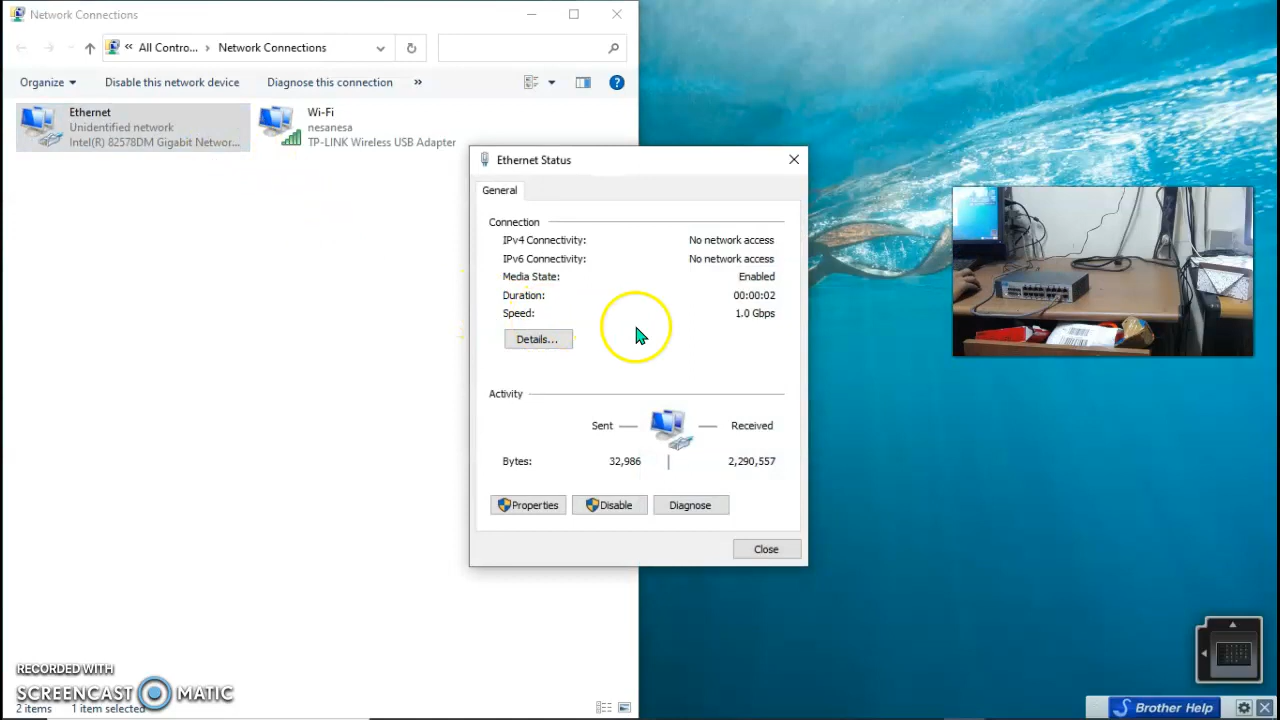 Network Connections
« All Contro... > Network Connections
Organize
Disable this network device
Diagnose this connection
»
Ethernet
Unidentified network
Intel(R) 82578DM Gigabit Networ...
Wi-Fi
nesanesa
TP-LINK Wireless USB Adapter
Ethernet Status
General
Connection
IPv4 Connectivity: No network access
IPv6 Connectivity: No network access
Media State: Enabled
Duration: 00:00:02
Speed: 1.0 Gbps
Details...
Activity
Sent — — Received
Bytes: 32,986 | 2,290,557
Properties
Disable
Diagnose
Close
RECORDED WITH
SCREENCAST MATIC
2 items 1 item selected
Brother Help